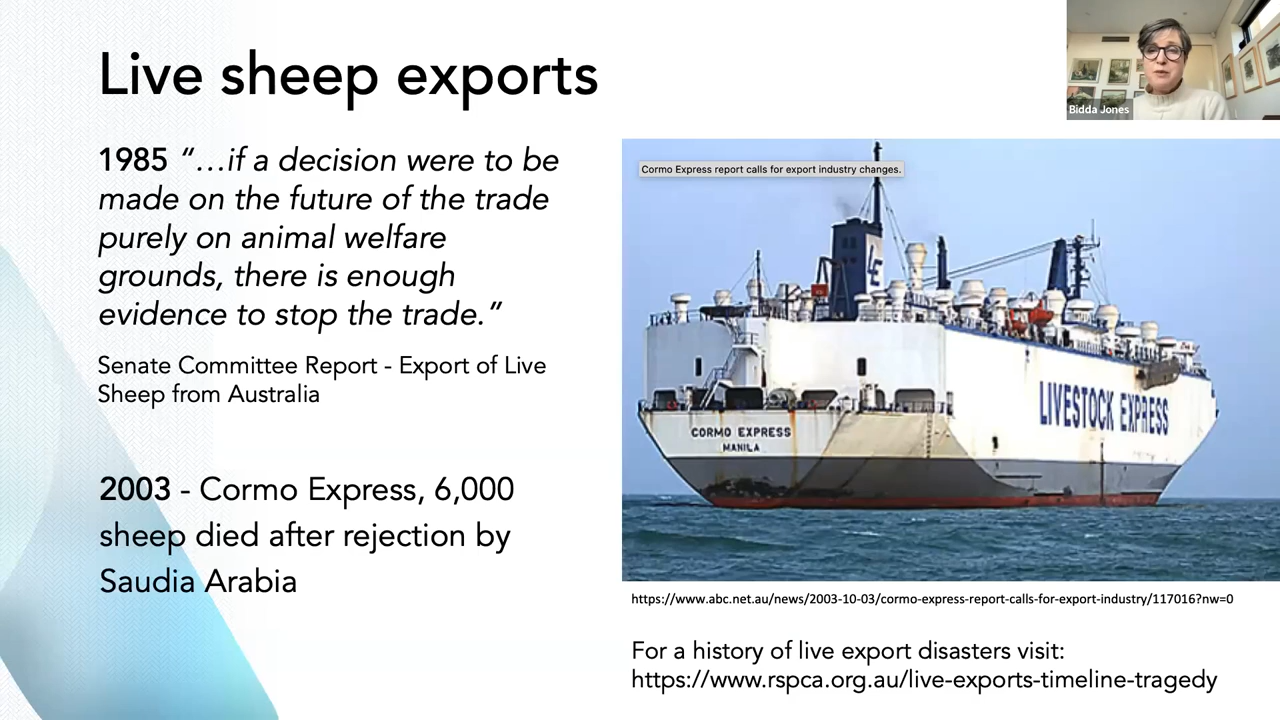 Live sheep exports
Bidda Jones
1985 “…if a decision were to be
made on the future of the trade
purely on animal welfare
grounds, there is enough
evidence to stop the trade.”
Senate Committee Report - Export of Live
Sheep from Australia
2003 - Cormo Express, 6,000
sheep died after rejection by
Saudia Arabia
Cormo Express report calls for export industry changes.
LE
LIVESTOCK EXPRESS
CORMO EXPRESS
MANILA
https://www.abc.net.au/news/2003-10-03/cormo-express-report-calls-for-export-industry/117016?nw=0
For a history of live export disasters visit:
https://www.rspca.org.au/live-exports-timeline-tragedy